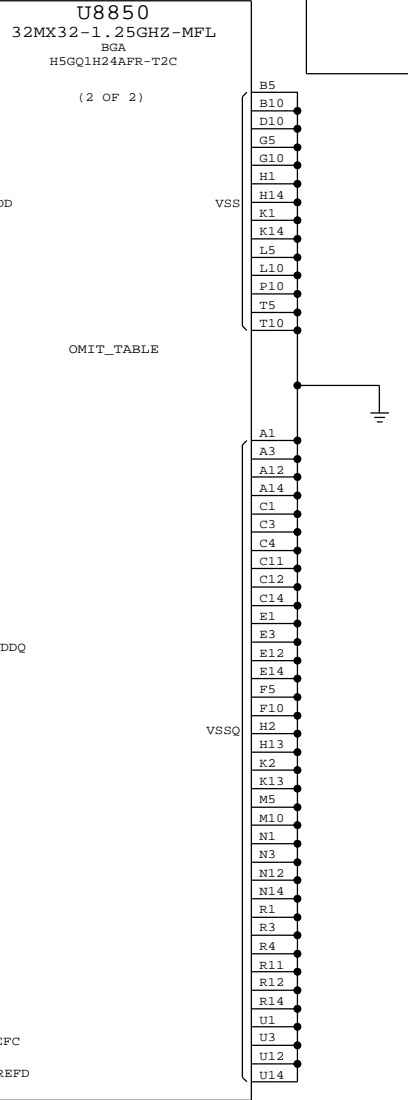 U8850
32MX32-1.25GHZ-MFL
BGA
H5GQ1H24AFR-T2C
(2 OF 2)
B5
B10
D10
G5
G10
H1
H14
DD
VSS
K1
K14
L5
L10
P10
T5
T10
OMIT_TABLE
A1
A3
A12
A14
C1
C3
C4
C11
C12
C14
E1
E3
DDQ
E12
E14
F5
F10
H2
VSSQ
H13
K2
K13
M5
M10
N1
N3
N12
N14
R1
R3
R4
R11
R12
R14
U1
U3
EFC
U12
REFD
U14